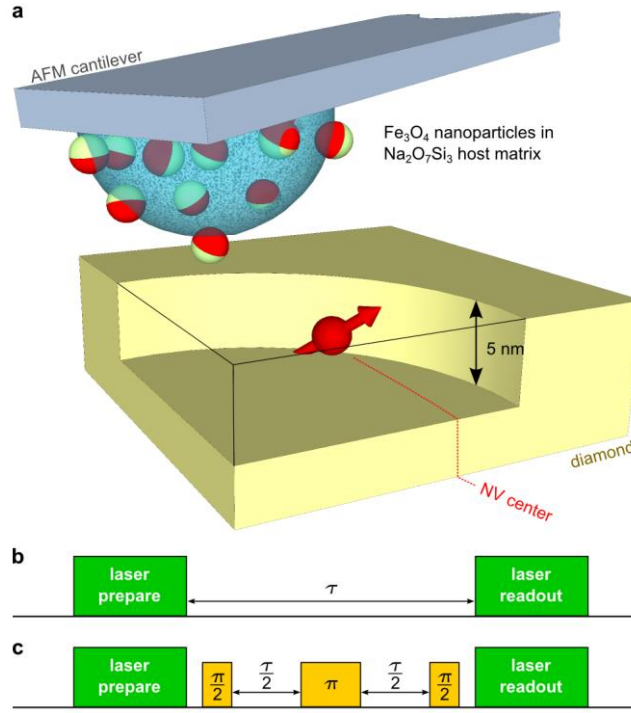 a
AFM cantilever
Fe₃O₄ nanoparticles in
Na₂O₇Si₃ host matrix
5 nm
diamond
NV center
b
laser
prepare
τ
laser
readout
c
laser
prepare
π/2
τ/2
π
τ/2
π/2
laser
readout